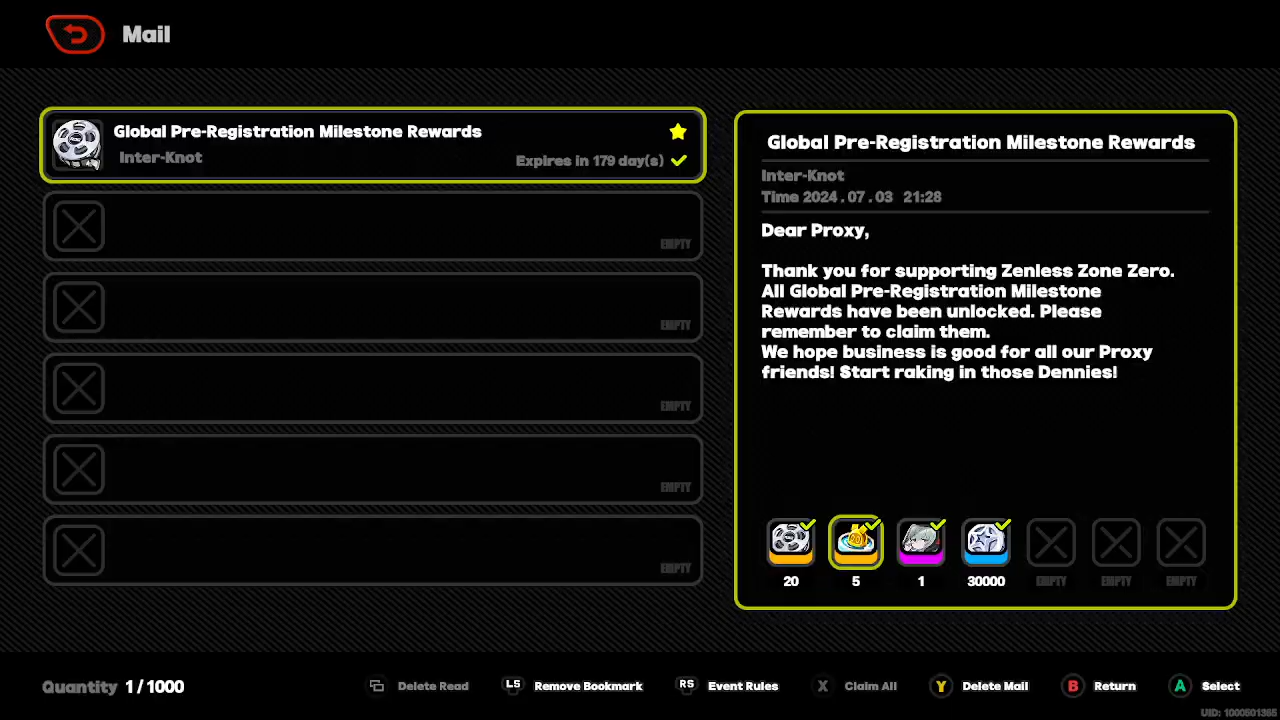 Mail
Global Pre-Registration Milestone Rewards
Inter-Knot
Expires in 179 day(s)
EMPTY
EMPTY
EMPTY
EMPTY
EMPTY
Global Pre-Registration Milestone Rewards
Inter-Knot
Time 2024.07.03 21:28
Dear Proxy,
Thank you for supporting Zenless Zone Zero.
All Global Pre-Registration Milestone
Rewards have been unlocked. Please
remember to claim them.
We hope business is good for all our Proxy
friends! Start raking in those Dennies!
20 5 1 30000 EMPTY EMPTY EMPTY
Quantity 1/1000 Delete Read LS Remove Bookmark RS Event Rules X Claim All Y Delete Mail B Return A Select
UID: 1000501365